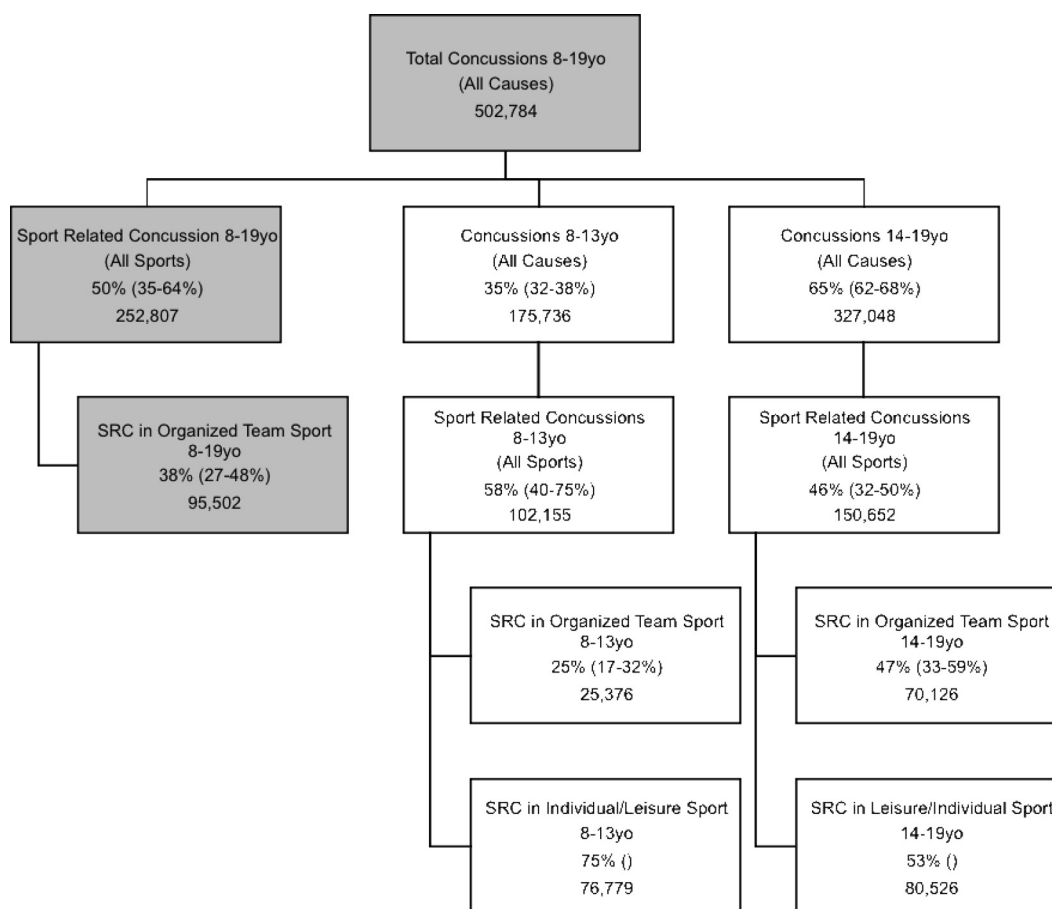 Total Concussions 8-19yo
(All Causes)
502,784
Sport Related Concussion 8-19yo
(All Sports)
50% (35-64%)
252,807
Concussions 8-13yo
(All Causes)
35% (32-38%)
175,736
Concussions 14-19yo
(All Causes)
65% (62-68%)
327,048
SRC in Organized Team Sport
8-19yo
38% (27-48%)
95,502
Sport Related Concussions
8-13yo
(All Sports)
58% (40-75%)
102,155
Sport Related Concussions
14-19yo
(All Sports)
46% (32-50%)
150,652
SRC in Organized Team Sport
8-13yo
25% (17-32%)
25,376
SRC in Organized Team Sport
14-19yo
47% (33-59%)
70,126
SRC in Individual/Leisure Sport
8-13yo
75% ()
76,779
SRC in Leisure/Individual Sport
14-19yo
53% ()
80,526